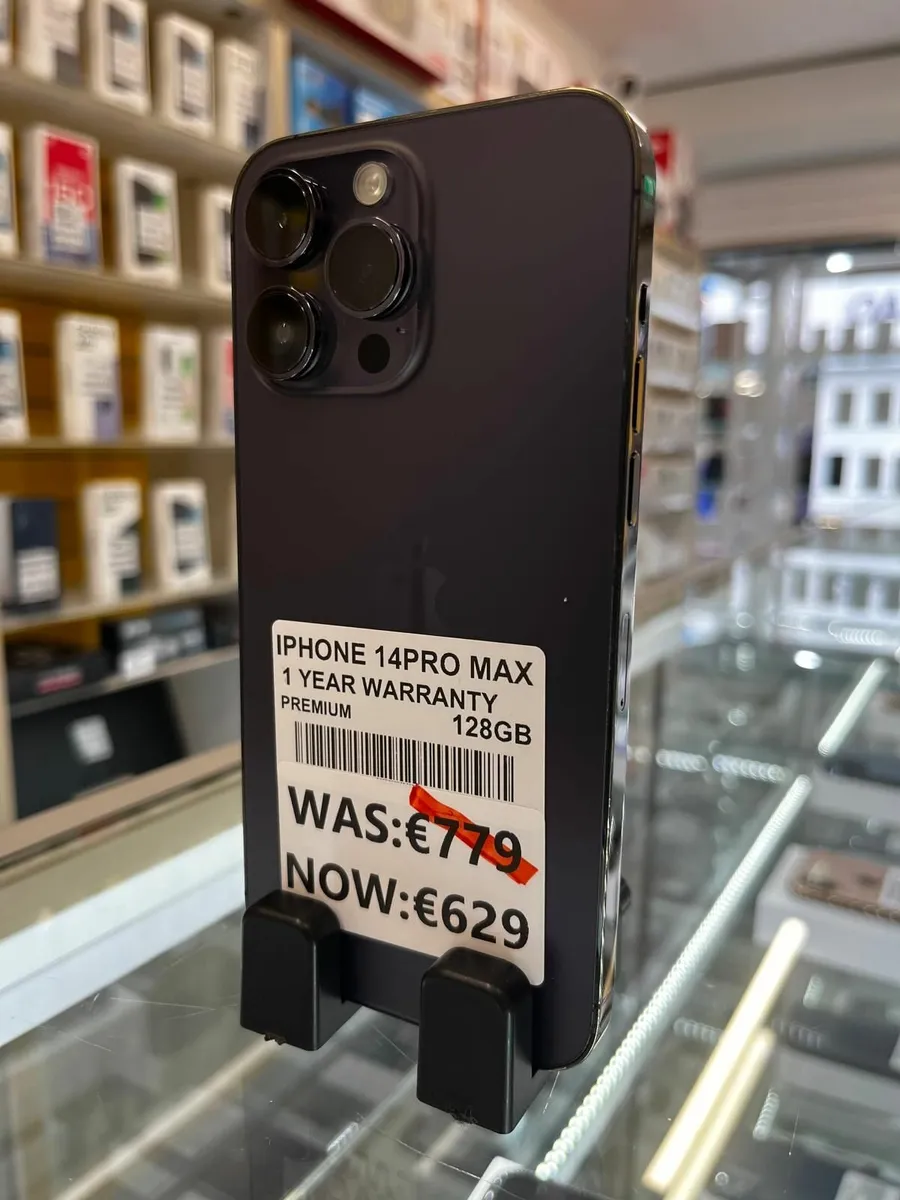 IPHONE 14PRO MAX
1 YEAR WARRANTY
PREMIUM 128GB
WAS:€779
NOW:€629